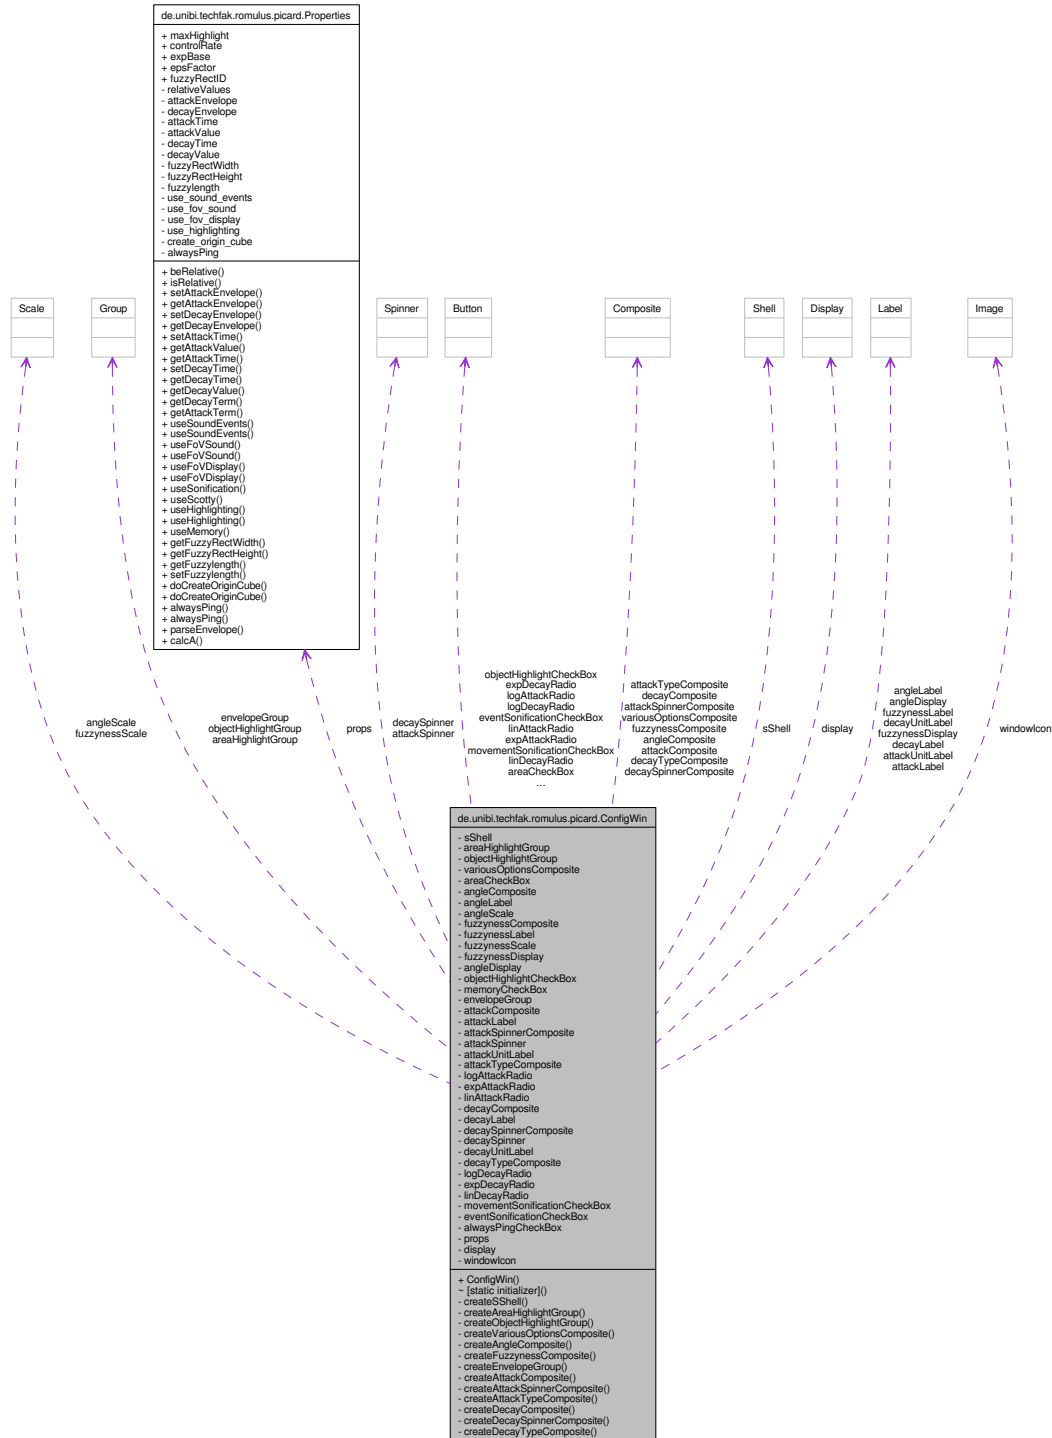 de.unibi.techfak.romulus.picard.Properties
+ maxHighlight
+ controlRate
+ expBase
+ epsFactor
+ fuzzyRectID
- relativeValues
- attackEnvelope
- decayEnvelope
- attackTime
- attackValue
- decayTime
- decayValue
- fuzzyRectWidth
- fuzzyRectHeight
- fuzzylength
- use_sound_events
- use_fov_sound
- use_fov_display
- use_highlighting
- create_origin_cube
- alwaysPing
+ beRelative()
+ isRelative()
+ setAttackEnvelope()
+ getAttackEnvelope()
+ setDecayEnvelope()
+ getDecayEnvelope()
+ setAttackTime()
+ getAttackValue()
+ getAttackTime()
+ setDecayTime()
+ getDecayTime()
+ getDecayValue()
+ getDecayTerm()
+ getAttackTerm()
+ useSoundEvents()
+ useSoundEvents()
+ useFoVSound()
+ useFoVSound()
+ useFoVDisplay()
+ useFoVDisplay()
+ useSonification()
+ useScotty()
+ useHighlighting()
+ useHighlighting()
+ useMemory()
+ getFuzzyRectWidth()
+ getFuzzyRectHeight()
+ getFuzzylength()
+ setFuzzylength()
+ doCreateOriginCube()
+ doCreateOriginCube()
+ alwaysPing()
+ alwaysPing()
+ parseEnvelope()
+ calcA()
Scale
Group
Spinner
Button
Composite
Shell
Display
Label
Image
angleScale
fuzzynessScale
envelopeGroup
objectHighlightGroup
areaHighlightGroup
props
decaySpinner
attackSpinner
objectHighlightCheckBox
expDecayRadio
logAttackRadio
logDecayRadio
eventSonificationCheckBox
linAttackRadio
expAttackRadio
movementSonificationCheckBox
linDecayRadio
areaCheckBox
...
attackTypeComposite
decayComposite
attackSpinnerComposite
variousOptionsComposite
fuzzynessComposite
angleComposite
attackComposite
decayTypeComposite
decaySpinnerComposite
sShell
display
angleLabel
angleDisplay
fuzzynessLabel
decayUnitLabel
fuzzynessDisplay
decayLabel
attackUnitLabel
attackLabel
windowIcon
de.unibi.techfak.romulus.picard.ConfigWin
- sShell
- areaHighlightGroup
- objectHighlightGroup
- variousOptionsComposite
- areaCheckBox
- angleComposite
- angleLabel
- angleScale
- fuzzynessComposite
- fuzzynessLabel
- fuzzynessScale
- fuzzynessDisplay
- angleDisplay
- objectHighlightCheckBox
- memoryCheckBox
- envelopeGroup
- attackComposite
- attackLabel
- attackSpinnerComposite
- attackSpinner
- attackUnitLabel
- attackTypeComposite
- logAttackRadio
- expAttackRadio
- linAttackRadio
- decayComposite
- decayLabel
- decaySpinnerComposite
- decaySpinner
- decayUnitLabel
- decayTypeComposite
- logDecayRadio
- expDecayRadio
- linDecayRadio
- movementSonificationCheckBox
- eventSonificationCheckBox
- alwaysPingCheckBox
- props
- display
- windowIcon
+ ConfigWin()
~ [static initializer]()
- createSShell()
- createAreaHighlightGroup()
- createObjectHighlightGroup()
- createVariousOptionsComposite()
- createAngleComposite()
- createFuzzynessComposite()
- createEnvelopeGroup()
- createAttackComposite()
- createAttackSpinnerComposite()
- createAttackTypeComposite()
- createDecayComposite()
- createDecaySpinnerComposite()
- createDecayTypeComposite()